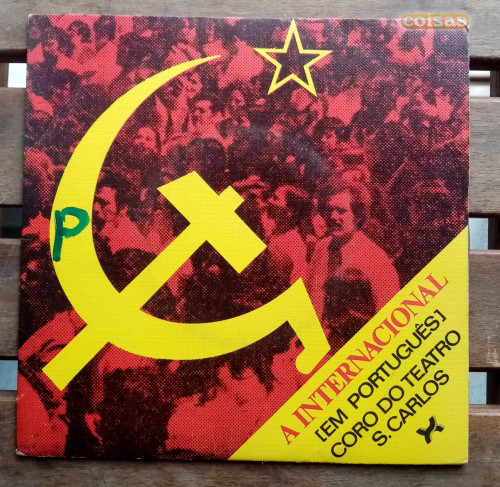 coisas
P
A INTERNACIONAL
[EM PORTUGUÊS]
CORO DO TEATRO
S. CARLOS